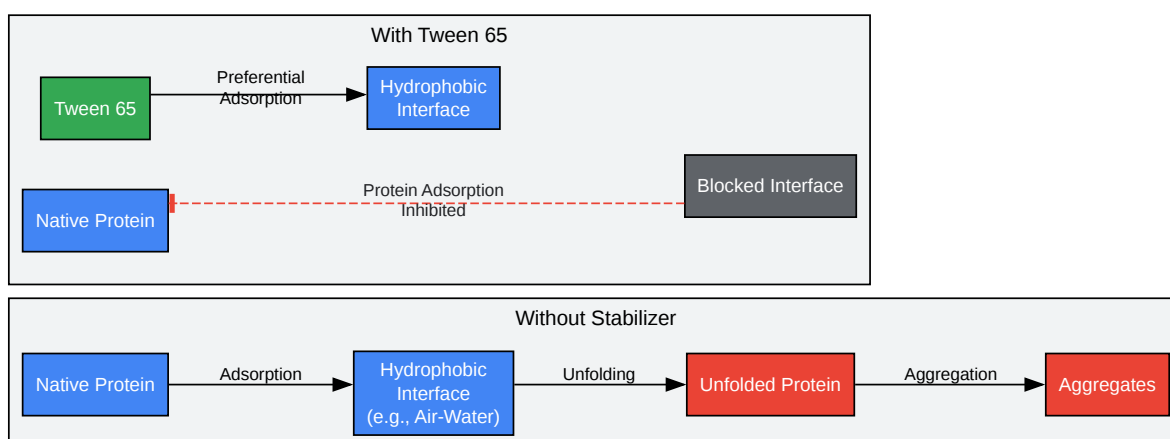 With Tween 65
Preferential
Adsorption
Tween 65
Hydrophobic
Interface
Blocked Interface
Protein Adsorption
Inhibited
Native Protein
Without Stabilizer
Native Protein
Adsorption
Hydrophobic
Interface
(e.g., Air-Water)
Unfolding
Unfolded Protein
Aggregation
Aggregates